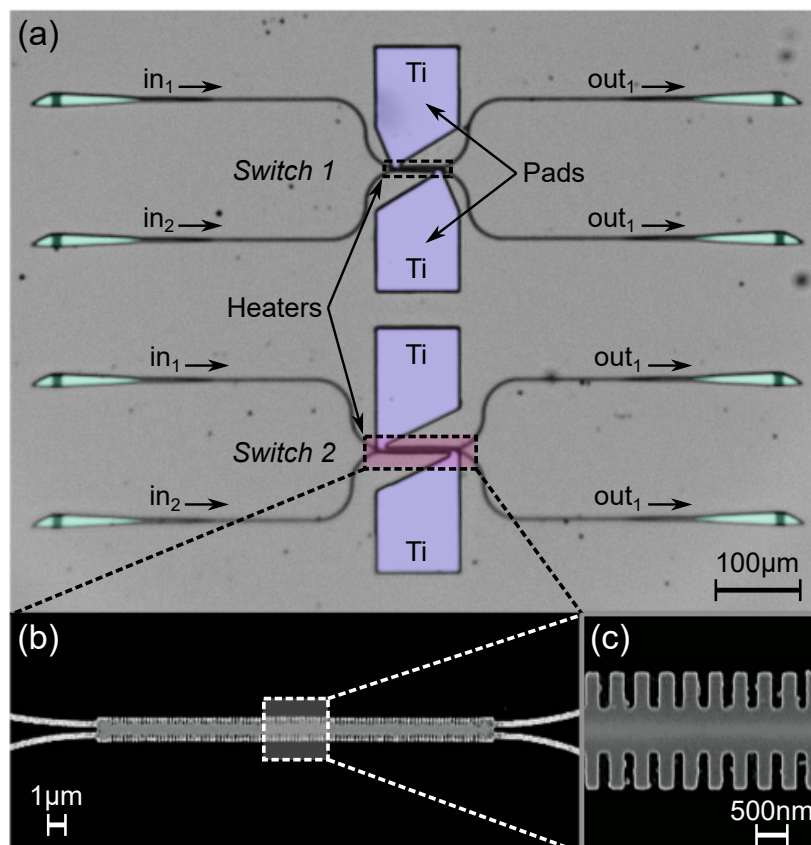 (a)
in₁
Ti
out₁
Switch 1
Pads
in₂
Ti
out₁
Heaters
in₁
Ti
out₁
Switch 2
in₂
Ti
out₁
100μm
(b)
(c)
1μm
500nm